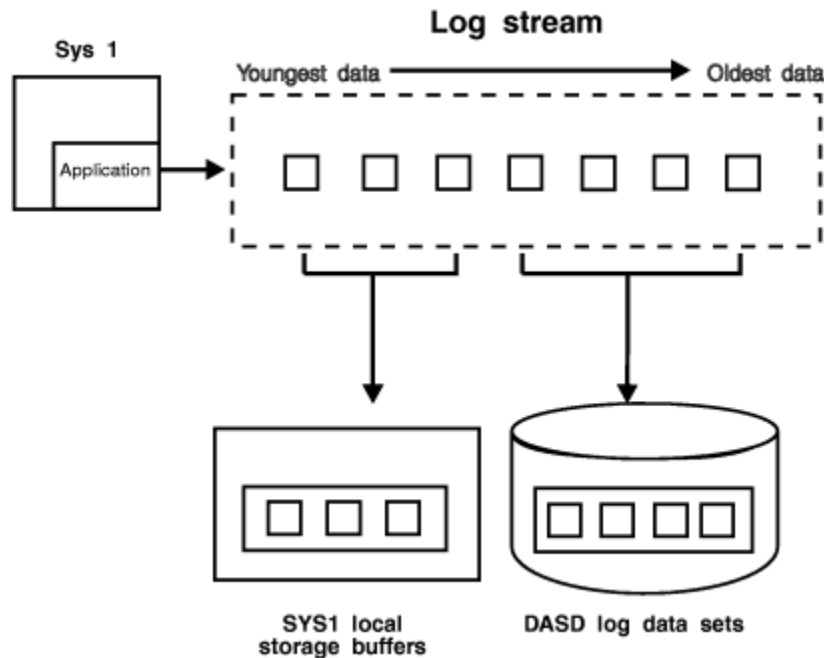 Log stream
Sys 1
Youngest data
Oldest data
Application
SYS1 local
storage buffers
DASD log data sets